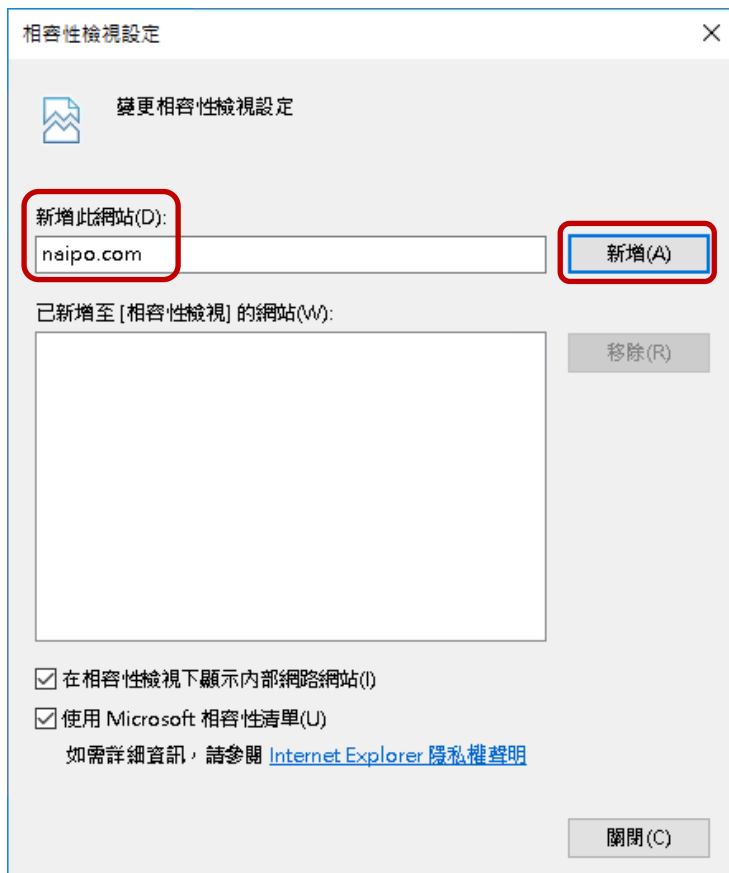 相容性檢視設定
變更相容性檢視設定
新增此網站(D):
naipo.com
新增(A)
已新增至 [相容性檢視] 的網站(W):
移除(R)
在相容性檢視下顯示內部網路網站(I)
使用 Microsoft 相容性清單(U)
如需詳細資訊，請參閱 Internet Explorer 隱私權聲明
關閉(C)